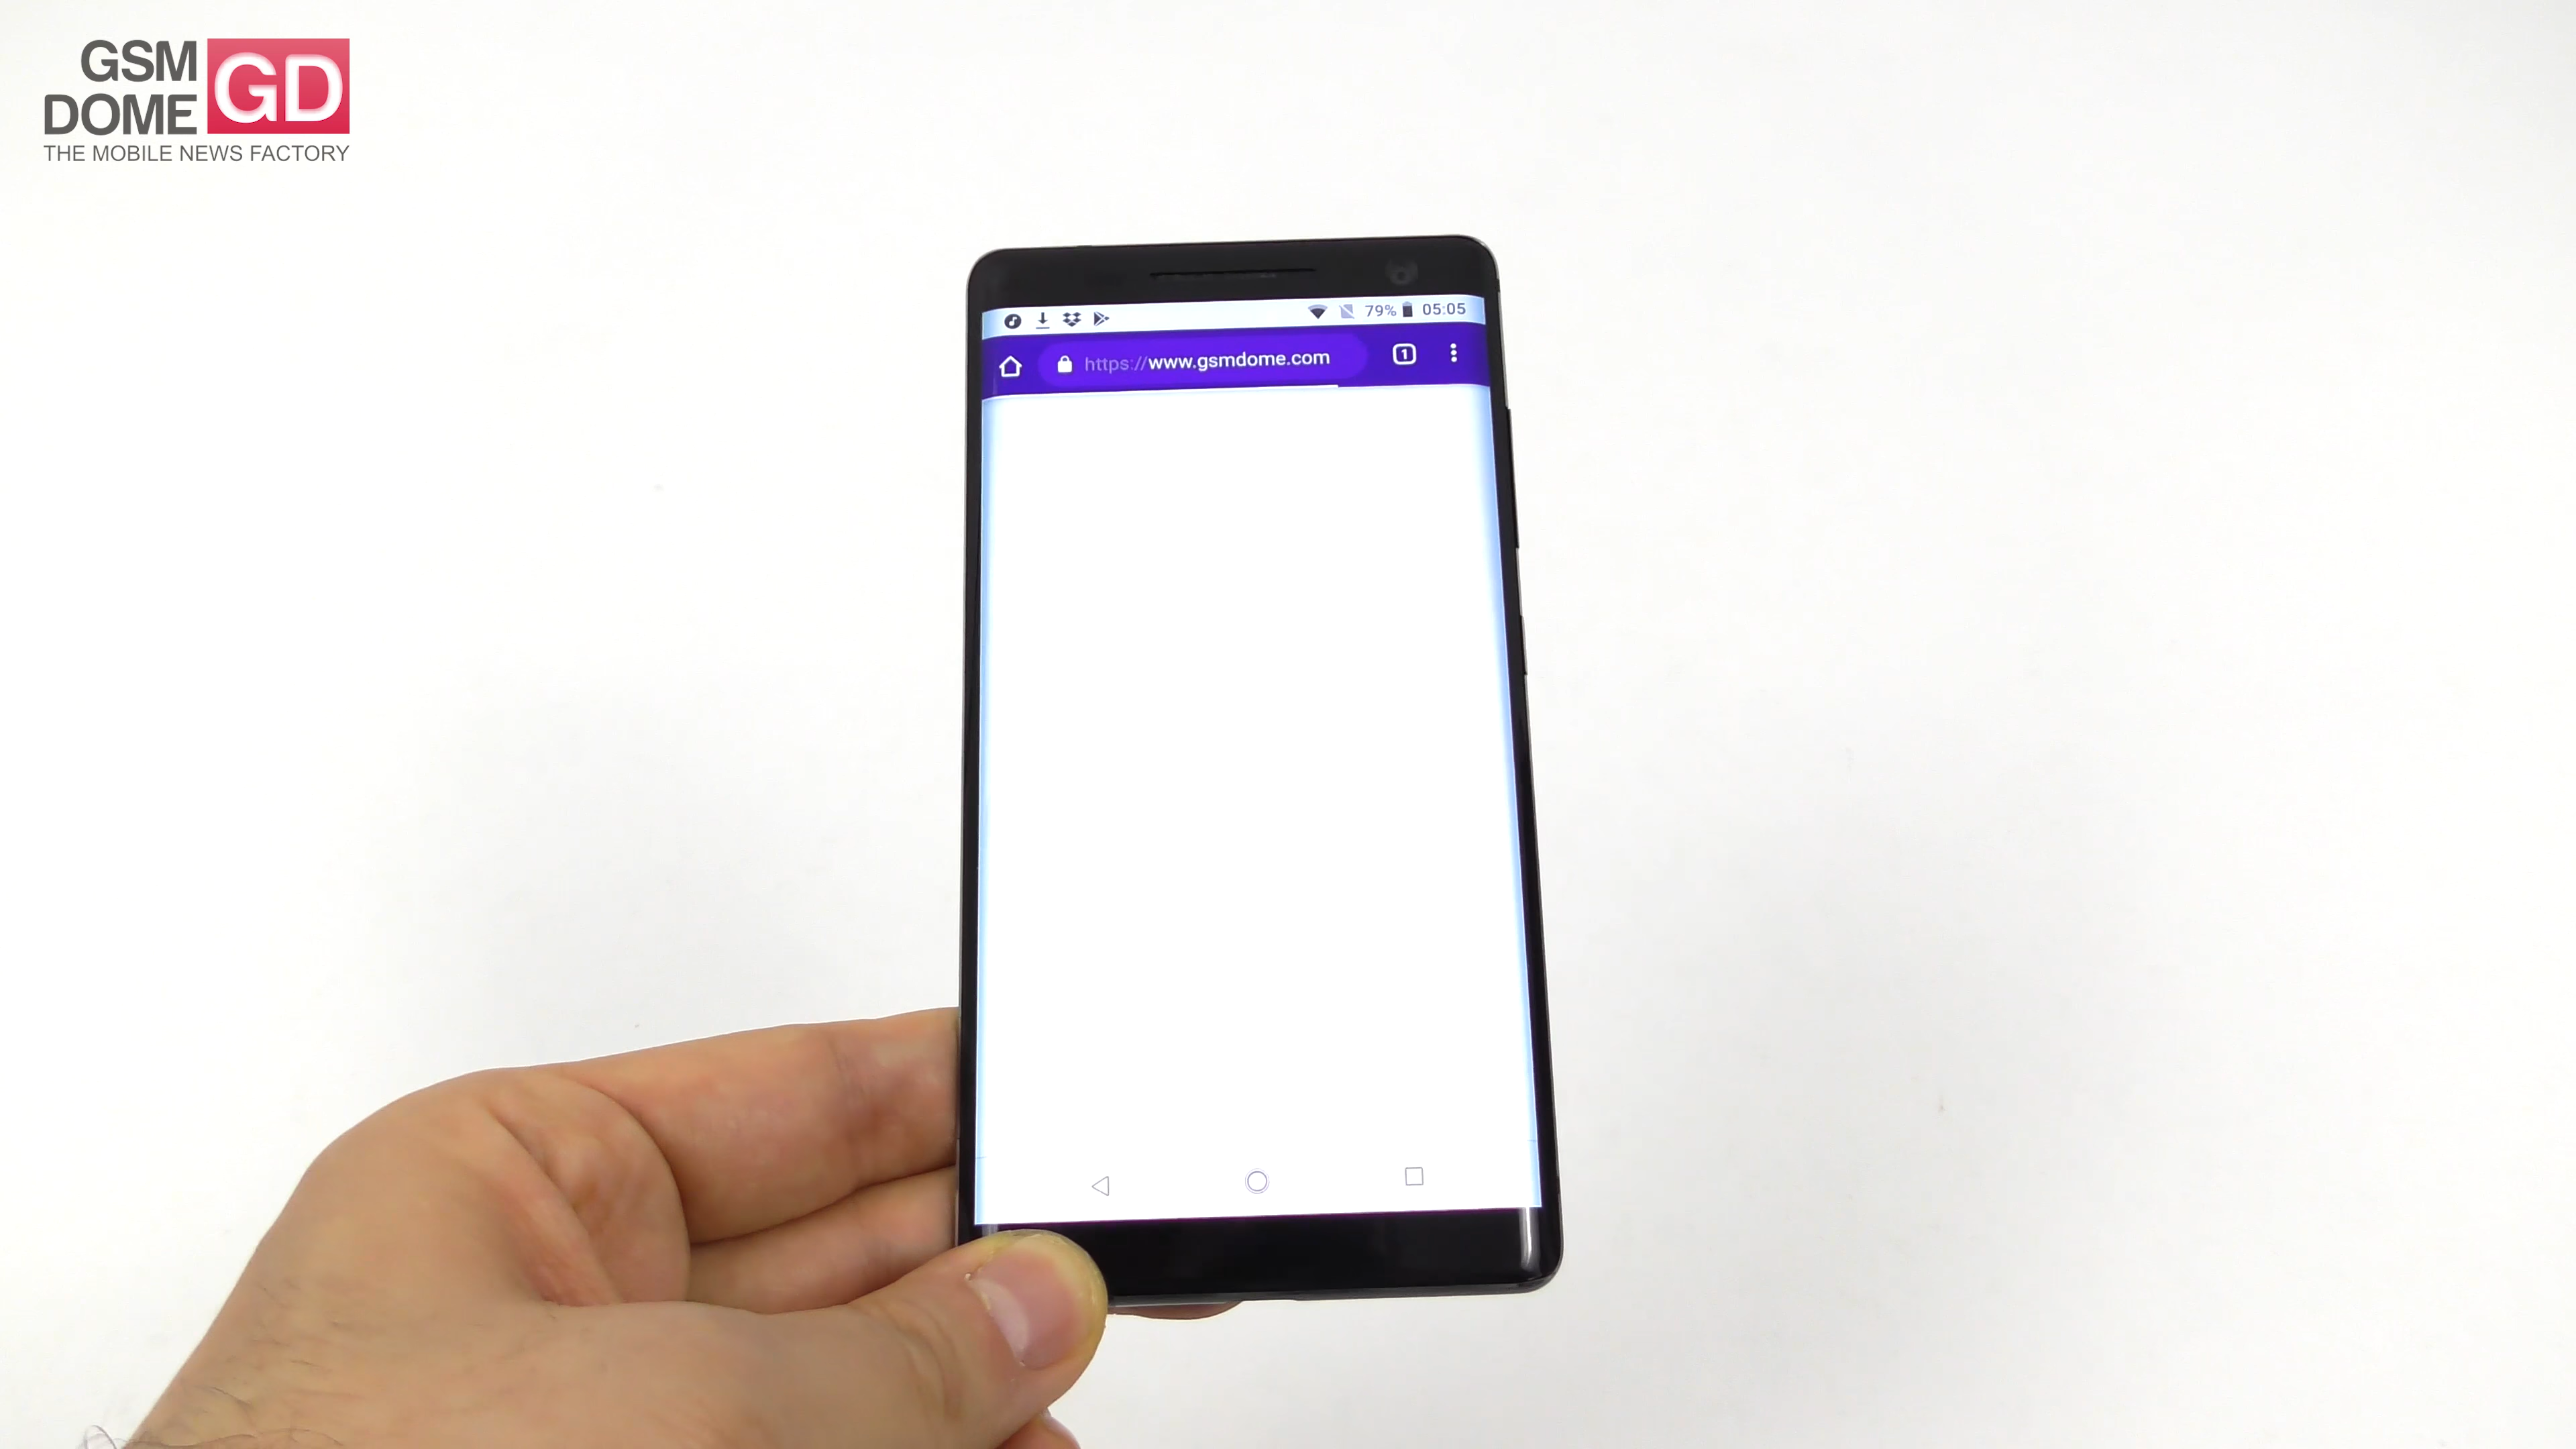 GSM
DOME
GD
THE MOBILE NEWS FACTORY
79% 05:05
https://www.gsmdome.com
1